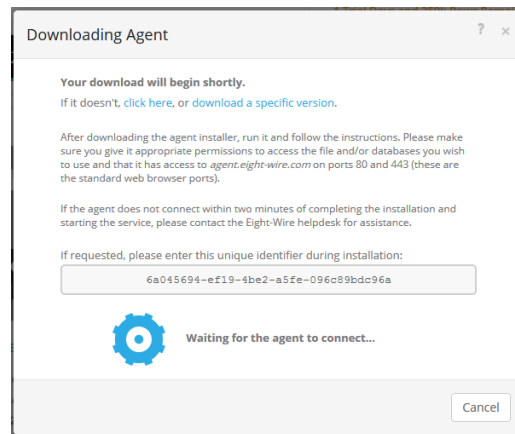 Downloading Agent
? ×
Your download will begin shortly.
If it doesn't, click here, or download a specific version.
After downloading the agent installer, run it and follow the instructions. Please make
sure you give it appropriate permissions to access the file and/or databases you wish
to use and that it has access to agent.eight-wire.com on ports 80 and 443 (these are
the standard web browser ports).
If the agent does not connect within two minutes of completing the installation and
starting the service, please contact the Eight-Wire helpdesk for assistance.
If requested, please enter this unique identifier during installation:
6a045694-ef19-4be2-a5fe-096c89bdc96a
Waiting for the agent to connect...
Cancel